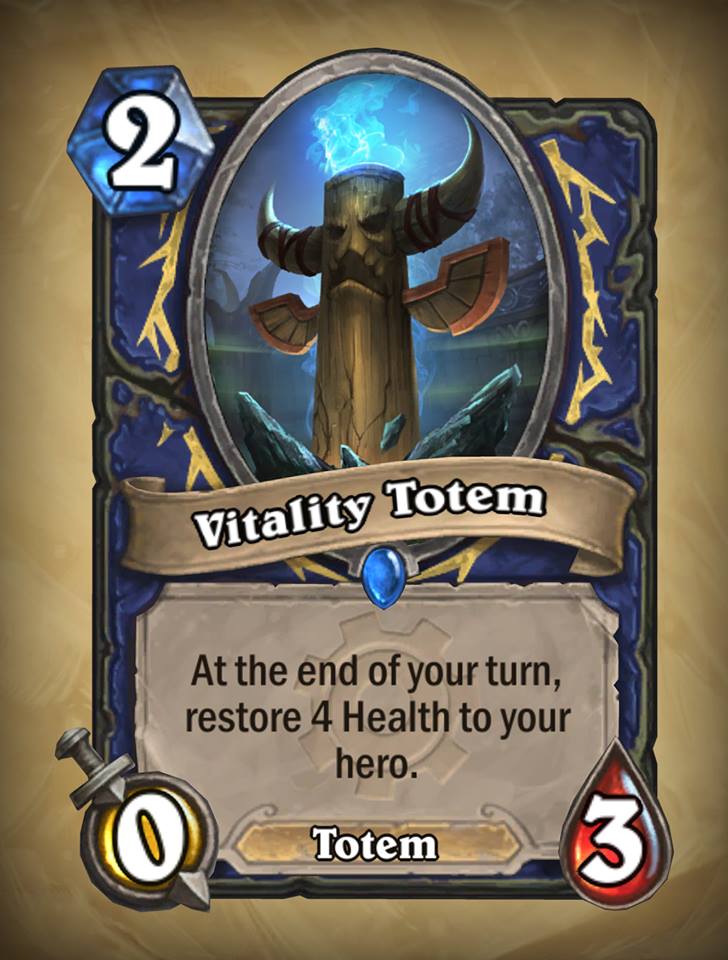 2
Vitality Totem
At the end of your turn,
restore 4 Health to your
hero.
0
Totem
3